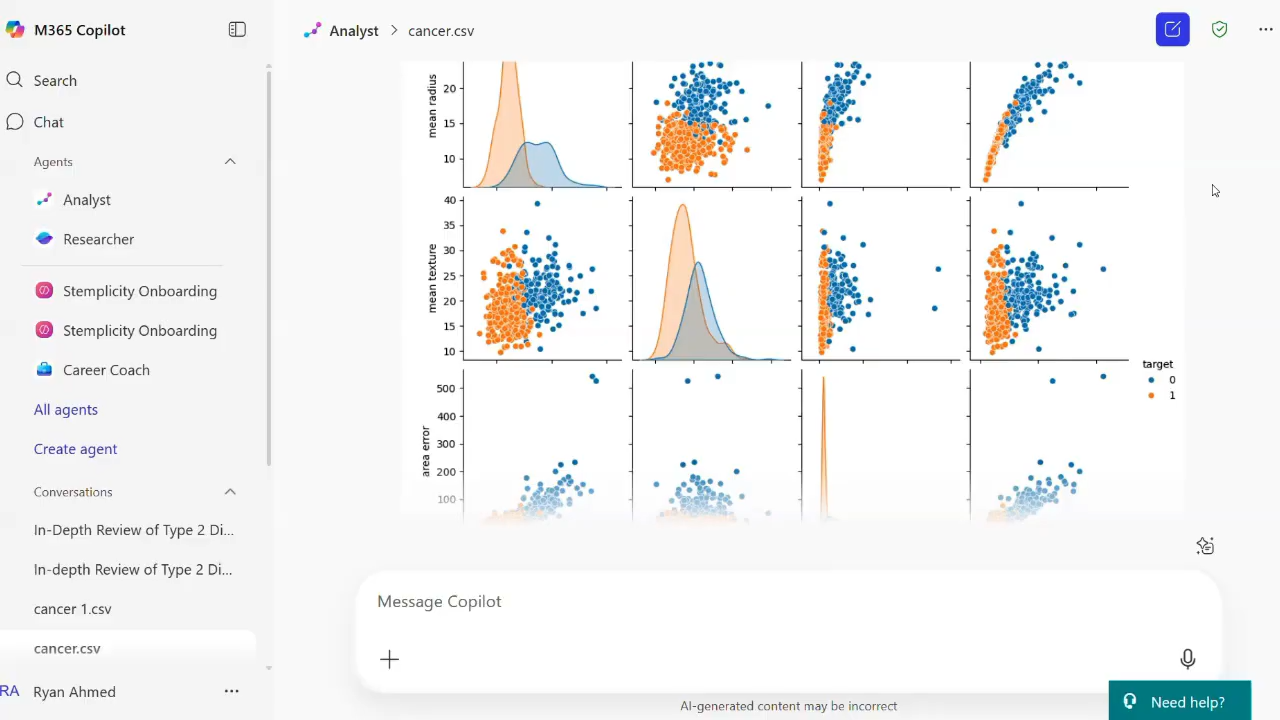 M365 Copilot
Search
Chat
Agents
Analyst
Researcher
Stemplicity Onboarding
Stemplicity Onboarding
Career Coach
All agents
Create agent
Conversations
In-Depth Review of Type 2 Di...
In-depth Review of Type 2 Di...
cancer 1.csv
cancer.csv
RA Ryan Ahmed
Analyst > cancer.csv
mean radius
20
15
10
mean texture
40
35
30
25
20
15
10
area error
500
400
300
200
100
target
0
1
Message Copilot
AI-generated content may be incorrect
Need help?